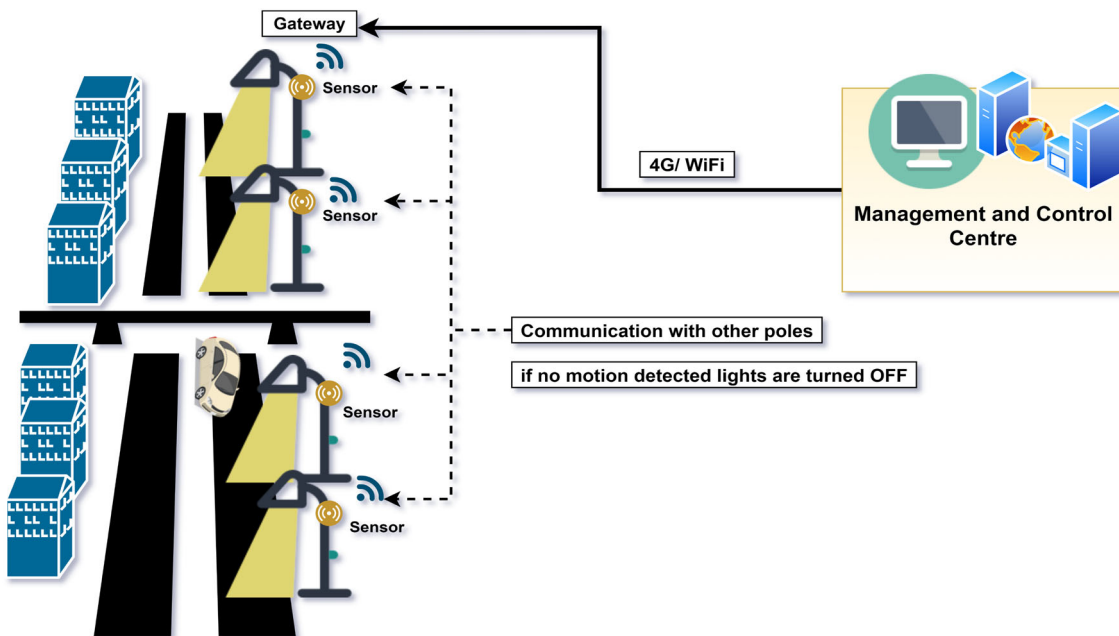 Gateway
Sensor
Sensor
4G/ WiFi
Management and Control
Centre
Communication with other poles
if no motion detected lights are turned OFF
Sensor
Sensor